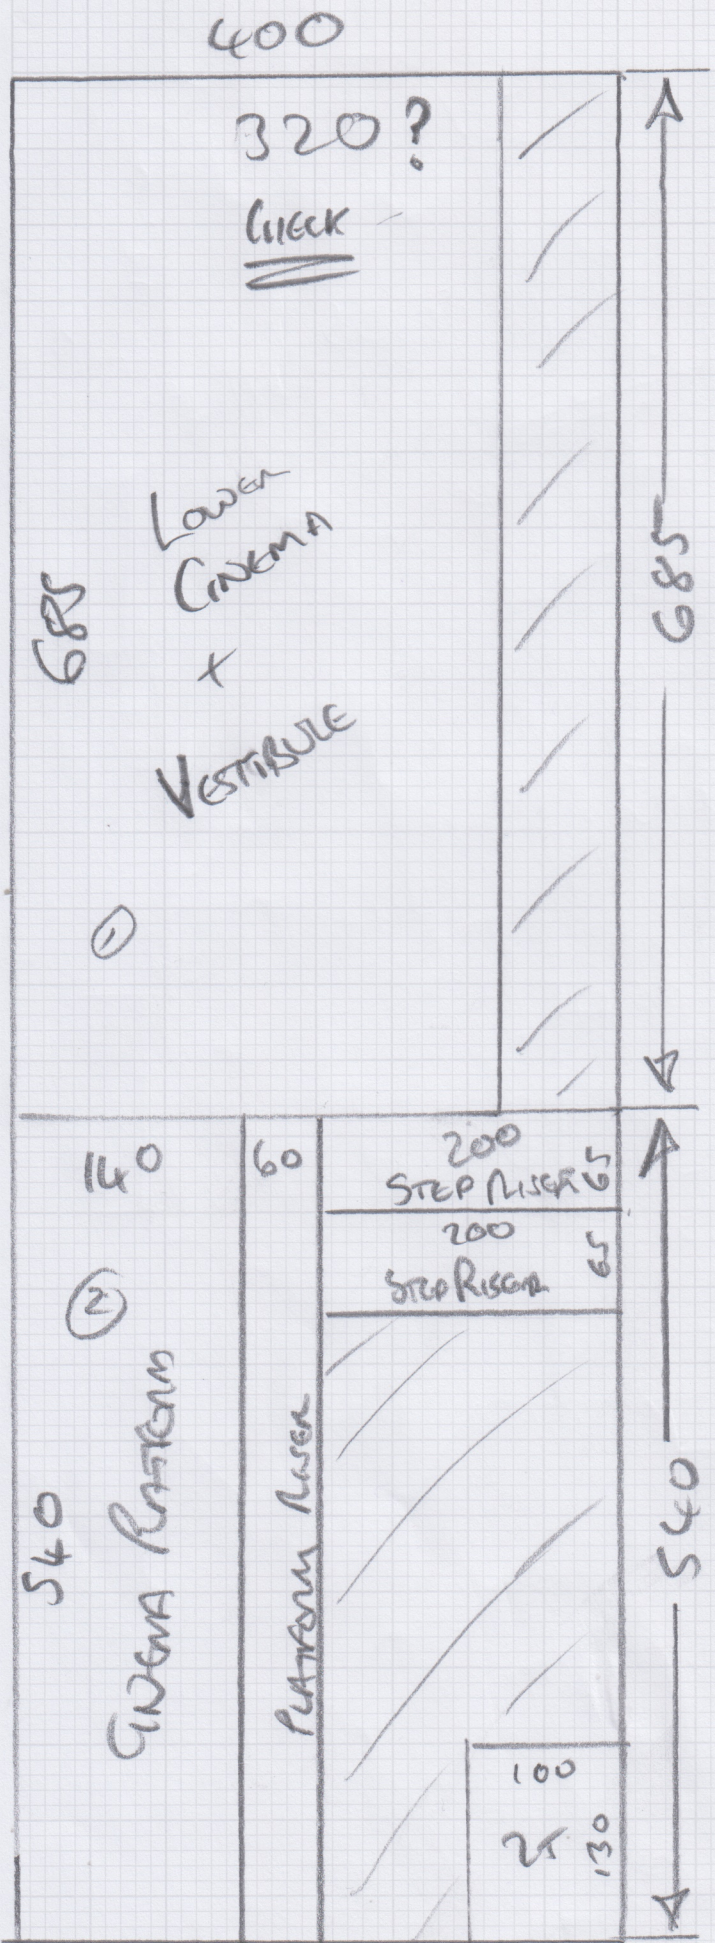 400
320?
CHECK
LOWER
CINEMA
+
VESTIBULE
685
685
1
140
60
200
STEP RISER 65
200
STEP RISER 65
2
CINEMA PLATFORM
PLATFORM RISER
540
540
100
130